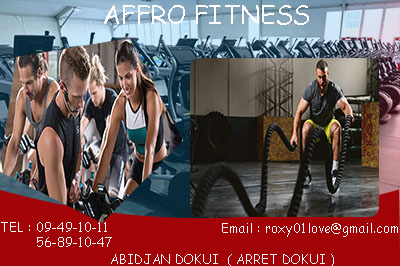 AFFRO FITNESS
TEL : 09-49-10-11
56-89-10-47
Email : roxy01love@gmail.com
ABIDJAN DOKUI ( ARRET DOKUI )